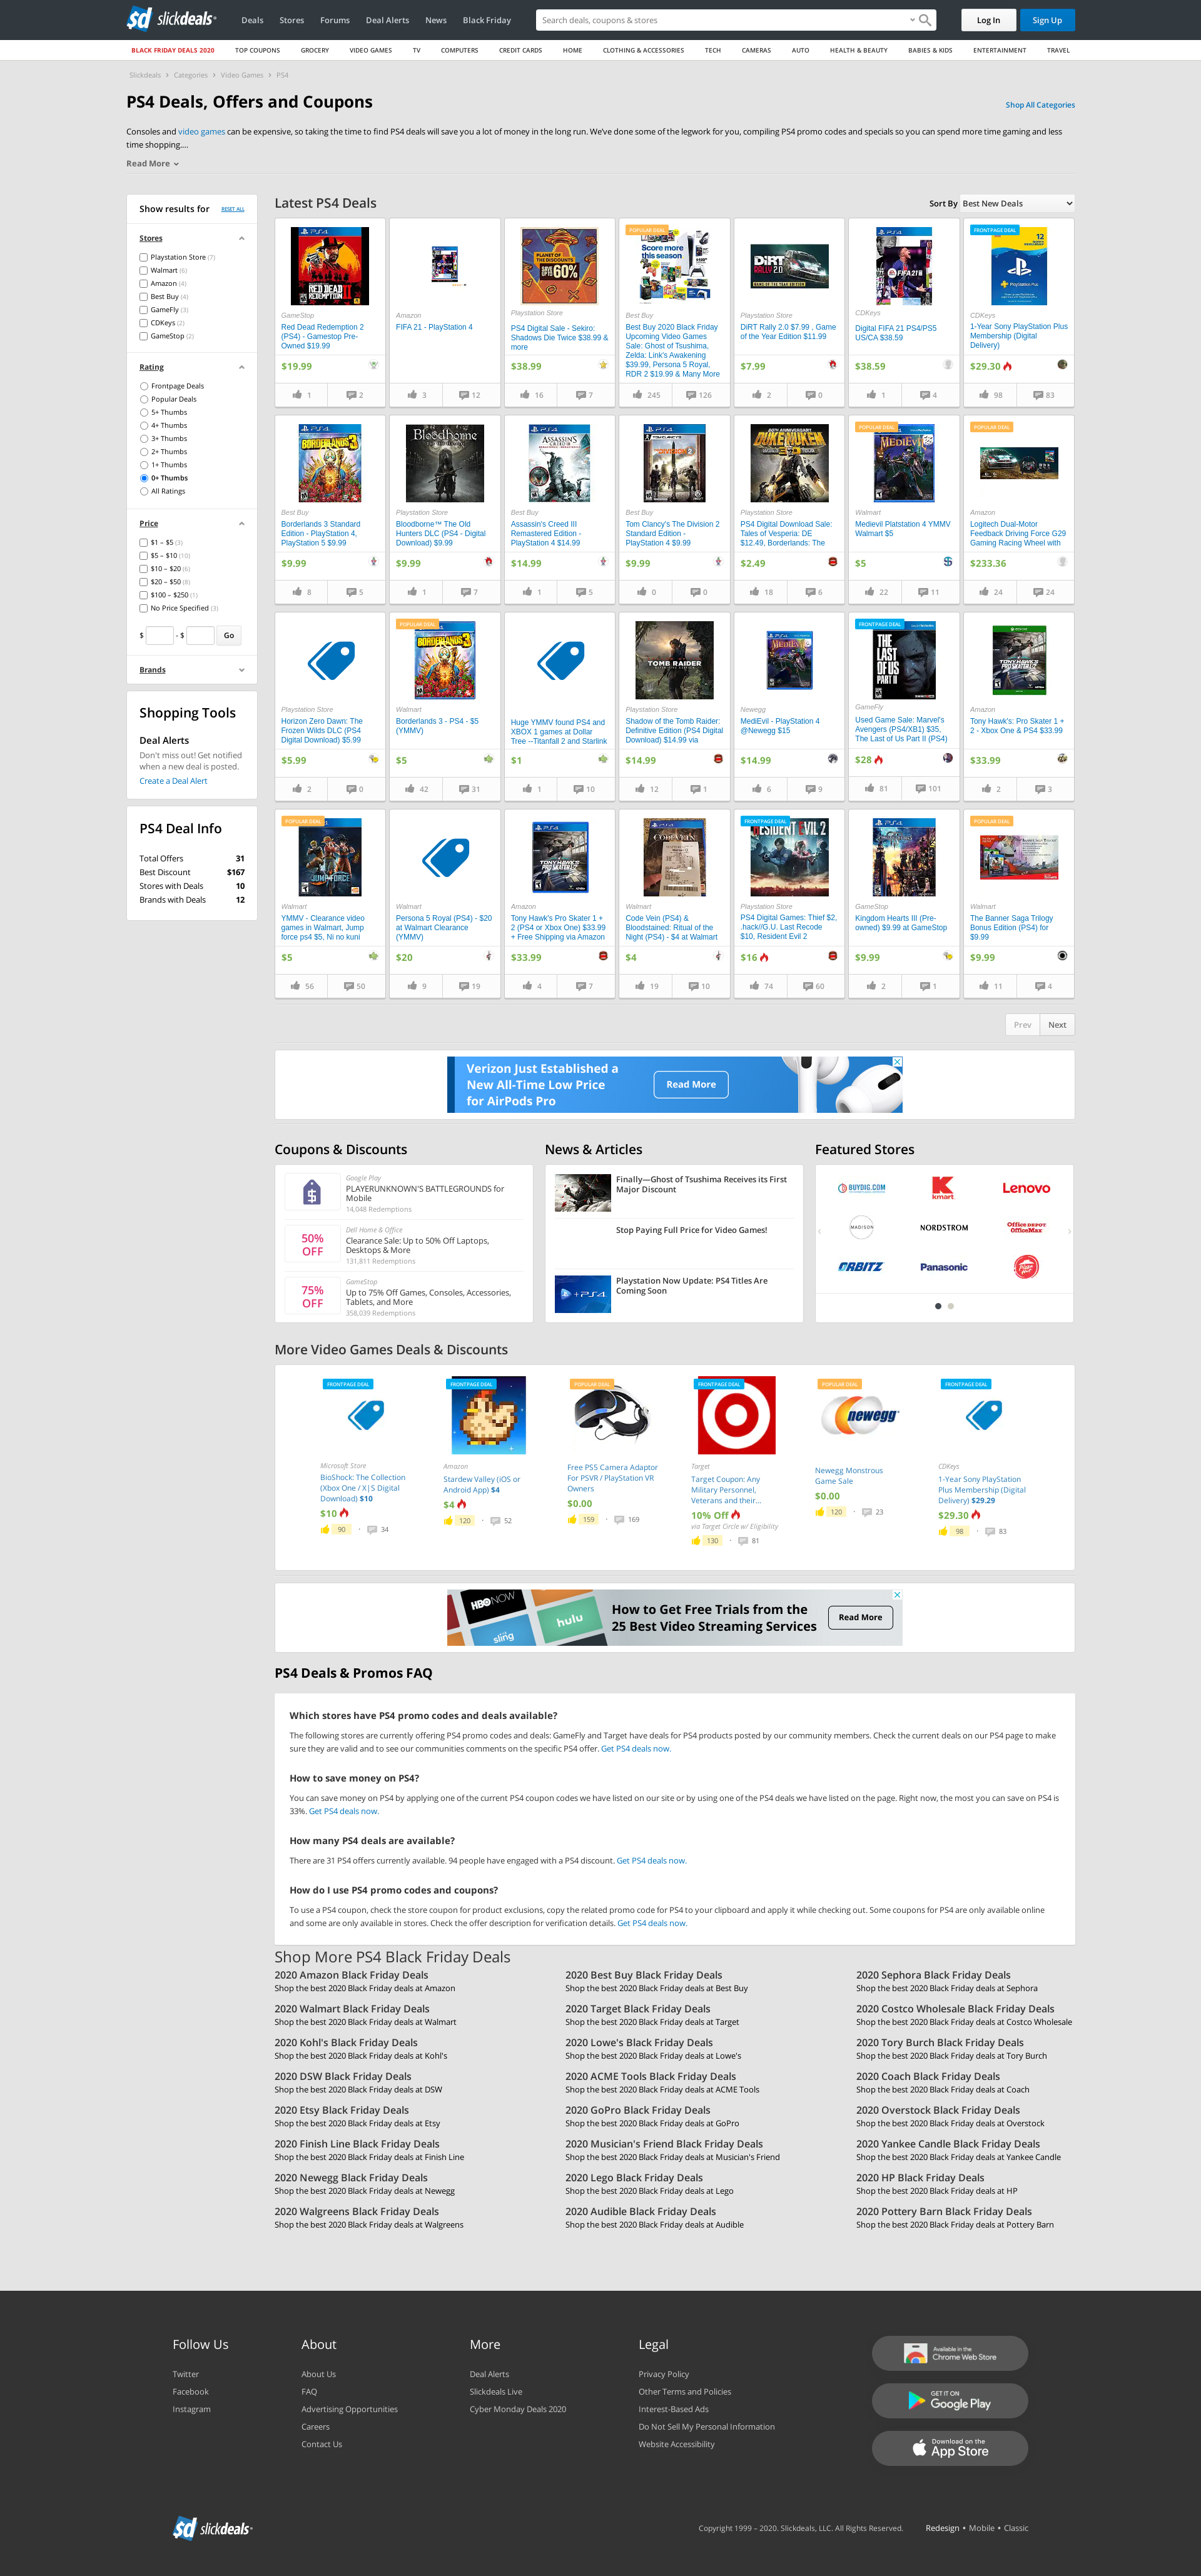 slickdeals
Deals Stores Forums Deal Alerts News Black Friday
Search deals, coupons & stores
Log In Sign Up
BLACK FRIDAY DEALS 2020 TOP COUPONS GROCERY VIDEO GAMES TV COMPUTERS CREDIT CARDS HOME CLOTHING & ACCESSORIES TECH CAMERAS AUTO HEALTH & BEAUTY BABIES & KIDS ENTERTAINMENT TRAVEL
Slickdeals > Categories > Video Games > PS4
PS4 Deals, Offers and Coupons
Shop All Categories
Consoles and video games can be expensive, so taking the time to find PS4 deals will save you a lot of money in the long run. We've done some of the legwork for you, compiling PS4 promo codes and specials so you can spend more time gaming and less
time shopping....
Read More
Show results for RESET ALL
Stores
Playstation Store (7)
Walmart (6)
Amazon (4)
Best Buy (4)
GameFly (3)
CDKeys (2)
GameStop (2)
Rating
Frontpage Deals
Popular Deals
5+ Thumbs
4+ Thumbs
3+ Thumbs
2+ Thumbs
1+ Thumbs
0+ Thumbs
All Ratings
Price
$1 – $5 (3)
$5 – $10 (10)
$10 – $20 (6)
$20 – $50 (8)
$100 – $250 (1)
No Price Specified (3)
$ - $ Go
Brands
Shopping Tools
Deal Alerts
Don't miss out! Get notified
when a new deal is posted.
Create a Deal Alert
PS4 Deal Info
Total Offers 31
Best Discount $167
Stores with Deals 10
Brands with Deals 12
Latest PS4 Deals
Sort By Best New Deals
GameStop
Red Dead Redemption 2
(PS4) - Gamestop Pre-
Owned $19.99
$19.99
1 2
Amazon
FIFA 21 - PlayStation 4
3 12
PLANET OF
THE DISCOUNTS
60%
Playstation Store
PS4 Digital Sale - Sekiro:
Shadows Die Twice $38.99 &
more
$38.99
16 7
POPULAR DEAL
Score more
this season
Best Buy
Best Buy 2020 Black Friday
Upcoming Video Games
Sale: Ghost of Tsushima,
Zelda: Link's Awakening
$39.99, Persona 5 Royal,
RDR 2 $19.99 & Many More
245 126
DiRT
RALLY 2.0
Playstation Store
DiRT Rally 2.0 $7.99 , Game
of the Year Edition $11.99
$7.99
2 0
CDKeys
Digital FIFA 21 PS4/PS5
US/CA $38.59
$38.59
1 4
FRONTPAGE DEAL
12
PlayStation Plus
CDKeys
1-Year Sony PlayStation Plus
Membership (Digital
Delivery)
$29.30
98 83
Best Buy
Borderlands 3 Standard
Edition - PlayStation 4,
PlayStation 5 $9.99
$9.99
8 5
Bloodborne
Playstation Store
Bloodborne™ The Old
Hunters DLC (PS4 - Digital
Download) $9.99
$9.99
1 7
ASSASSIN'S
CREED III
Best Buy
Assassin's Creed III
Remastered Edition -
PlayStation 4 $14.99
$14.99
1 5
Best Buy
Tom Clancy's The Division 2
Standard Edition -
PlayStation 4 $9.99
$9.99
0 0
DUKE NUKEM
Playstation Store
PS4 Digital Download Sale:
Tales of Vesperia: DE
$12.49, Borderlands: The
$2.49
18 6
POPULAR DEAL
MEDIEVIL
Walmart
Medievil Platstation 4 YMMV
Walmart $5
$5
22 11
POPULAR DEAL
Amazon
Logitech Dual-Motor
Feedback Driving Force G29
Gaming Racing Wheel with
$233.36
24 24
Playstation Store
Horizon Zero Dawn: The
Frozen Wilds DLC (PS4
Digital Download) $5.99
$5.99
2 0
POPULAR DEAL
Walmart
Borderlands 3 - PS4 - $5
(YMMV)
$5
42 31
Huge YMMV found PS4 and
XBOX 1 games at Dollar
Tree --Titanfall 2 and Starlink
$1
1 10
TOMB RAIDER
Playstation Store
Shadow of the Tomb Raider:
Definitive Edition (PS4 Digital
Download) $14.99 via
$14.99
12 1
Newegg
MediEvil - PlayStation 4
@Newegg $15
$14.99
6 9
FRONTPAGE DEAL
THE
LAST
OF US
PART II
GameFly
Used Game Sale: Marvel's
Avengers (PS4/XB1) $35,
The Last of Us Part II (PS4)
$28
81 101
Amazon
Tony Hawk's: Pro Skater 1 +
2 - Xbox One & PS4 $33.99
$33.99
2 3
POPULAR DEAL
JUMP FORCE
Walmart
YMMV - Clearance video
games in Walmart, Jump
force ps4 $5, Ni no kuni
$5
56 50
Walmart
Persona 5 Royal (PS4) - $20
at Walmart Clearance
(YMMV)
$20
9 19
Amazon
Tony Hawk's Pro Skater 1 +
2 (PS4 or Xbox One) $33.99
+ Free Shipping via Amazon
$33.99
4 7
Walmart
Code Vein (PS4) &
Bloodstained: Ritual of the
Night (PS4) - $4 at Walmart
$4
19 10
FRONTPAGE DEAL
RESIDENT EVIL 2
Playstation Store
PS4 Digital Games: Thief $2,
.hack//G.U. Last Recode
$10, Resident Evil 2
$16
74 60
GameStop
Kingdom Hearts III (Pre-
owned) $9.99 at GameStop
$9.99
2 1
POPULAR DEAL
Walmart
The Banner Saga Trilogy
Bonus Edition (PS4) for
$9.99
$9.99
11 4
Prev Next
Verizon Just Established a
New All-Time Low Price
for AirPods Pro
Read More
Coupons & Discounts
Google Play
PLAYERUNKNOWN'S BATTLEGROUNDS for
Mobile
14,048 Redemptions
50%
OFF
Dell Home & Office
Clearance Sale: Up to 50% Off Laptops,
Desktops & More
131,811 Redemptions
75%
OFF
GameStop
Up to 75% Off Games, Consoles, Accessories,
Tablets, and More
358,039 Redemptions
News & Articles
Finally—Ghost of Tsushima Receives its First
Major Discount
Stop Paying Full Price for Video Games!
+PS4
Playstation Now Update: PS4 Titles Are
Coming Soon
Featured Stores
BUYDIG.COM kmart Lenovo
MADISON NORDSTROM Office DEPOT
OfficeMax
ORBITZ Panasonic
More Video Games Deals & Discounts
FRONTPAGE DEAL
Microsoft Store
BioShock: The Collection
(Xbox One / X|S Digital
Download) $10
$10
90 · 34
FRONTPAGE DEAL
Amazon
Stardew Valley (iOS or
Android App) $4
$4
120 · 52
POPULAR DEAL
Free PS5 Camera Adaptor
For PSVR / PlayStation VR
Owners
$0.00
159 · 169
FRONTPAGE DEAL
Target
Target Coupon: Any
Military Personnel,
Veterans and their...
10% Off
via Target Circle w/ Eligibility
130 · 81
POPULAR DEAL
newegg
Newegg Monstrous
Game Sale
$0.00
120 · 23
FRONTPAGE DEAL
CDKeys
1-Year Sony PlayStation
Plus Membership (Digital
Delivery) $29.29
$29.30
98 · 83
HBO NOW
hulu
sling
How to Get Free Trials from the
25 Best Video Streaming Services
Read More
PS4 Deals & Promos FAQ
Which stores have PS4 promo codes and deals available?
The following stores are currently offering PS4 promo codes and deals: GameFly and Target have deals for PS4 products posted by our community members. Check the current deals on our PS4 page to make
sure they are valid and to see our communities comments on the specific PS4 offer. Get PS4 deals now.
How to save money on PS4?
You can save money on PS4 by applying one of the current PS4 coupon codes we have listed on our site or by using one of the PS4 deals we have listed on the page. Right now, the most you can save on PS4 is
33%. Get PS4 deals now.
How many PS4 deals are available?
There are 31 PS4 offers currently available. 94 people have engaged with a PS4 discount. Get PS4 deals now.
How do I use PS4 promo codes and coupons?
To use a PS4 coupon, check the store coupon for product exclusions, copy the related promo code for PS4 to your clipboard and apply it while checking out. Some coupons for PS4 are only available online
and some are only available in stores. Check the offer description for verification details. Get PS4 deals now.
Shop More PS4 Black Friday Deals
2020 Amazon Black Friday Deals 2020 Best Buy Black Friday Deals 2020 Sephora Black Friday Deals
Shop the best 2020 Black Friday deals at Amazon Shop the best 2020 Black Friday deals at Best Buy Shop the best 2020 Black Friday deals at Sephora
2020 Walmart Black Friday Deals 2020 Target Black Friday Deals 2020 Costco Wholesale Black Friday Deals
Shop the best 2020 Black Friday deals at Walmart Shop the best 2020 Black Friday deals at Target Shop the best 2020 Black Friday deals at Costco Wholesale
2020 Kohl's Black Friday Deals 2020 Lowe's Black Friday Deals 2020 Tory Burch Black Friday Deals
Shop the best 2020 Black Friday deals at Kohl's Shop the best 2020 Black Friday deals at Lowe's Shop the best 2020 Black Friday deals at Tory Burch
2020 DSW Black Friday Deals 2020 ACME Tools Black Friday Deals 2020 Coach Black Friday Deals
Shop the best 2020 Black Friday deals at DSW Shop the best 2020 Black Friday deals at ACME Tools Shop the best 2020 Black Friday deals at Coach
2020 Etsy Black Friday Deals 2020 GoPro Black Friday Deals 2020 Overstock Black Friday Deals
Shop the best 2020 Black Friday deals at Etsy Shop the best 2020 Black Friday deals at GoPro Shop the best 2020 Black Friday deals at Overstock
2020 Finish Line Black Friday Deals 2020 Musician's Friend Black Friday Deals 2020 Yankee Candle Black Friday Deals
Shop the best 2020 Black Friday deals at Finish Line Shop the best 2020 Black Friday deals at Musician's Friend Shop the best 2020 Black Friday deals at Yankee Candle
2020 Newegg Black Friday Deals 2020 Lego Black Friday Deals 2020 HP Black Friday Deals
Shop the best 2020 Black Friday deals at Newegg Shop the best 2020 Black Friday deals at Lego Shop the best 2020 Black Friday deals at HP
2020 Walgreens Black Friday Deals 2020 Audible Black Friday Deals 2020 Pottery Barn Black Friday Deals
Shop the best 2020 Black Friday deals at Walgreens Shop the best 2020 Black Friday deals at Audible Shop the best 2020 Black Friday deals at Pottery Barn
Follow Us
Twitter
Facebook
Instagram
About
About Us
FAQ
Advertising Opportunities
Careers
Contact Us
More
Deal Alerts
Slickdeals Live
Cyber Monday Deals 2020
Legal
Privacy Policy
Other Terms and Policies
Interest-Based Ads
Do Not Sell My Personal Information
Website Accessibility
Available in the
Chrome Web Store
GET IT ON
Google Play
Download on the
App Store
slickdeals
Copyright 1999 – 2020. Slickdeals, LLC. All Rights Reserved. Redesign • Mobile • Classic